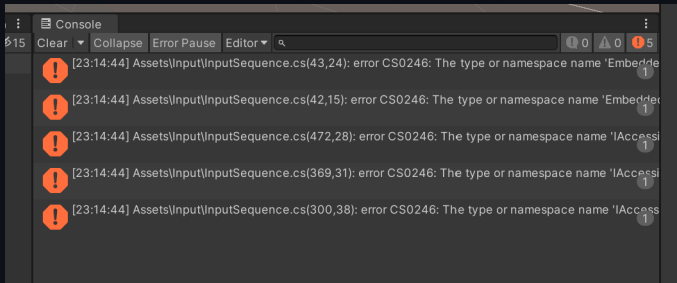 Console
15 Clear Collapse Error Pause Editor 0 0 5
[23:14:44] Assets\Input\InputSequence.cs(43,24): error CS0246: The type or namespace name 'Embedde
1
[23:14:44] Assets\Input\InputSequence.cs(42,15): error CS0246: The type or namespace name 'Embedded
1
[23:14:44] Assets\Input\InputSequence.cs(472,28): error CS0246: The type or namespace name 'IAccessi
1
[23:14:44] Assets\Input\InputSequence.cs(369,31): error CS0246: The type or namespace name 'IAccessi
1
[23:14:44] Assets\Input\InputSequence.cs(300,38): error CS0246: The type or namespace name 'IAccess
1